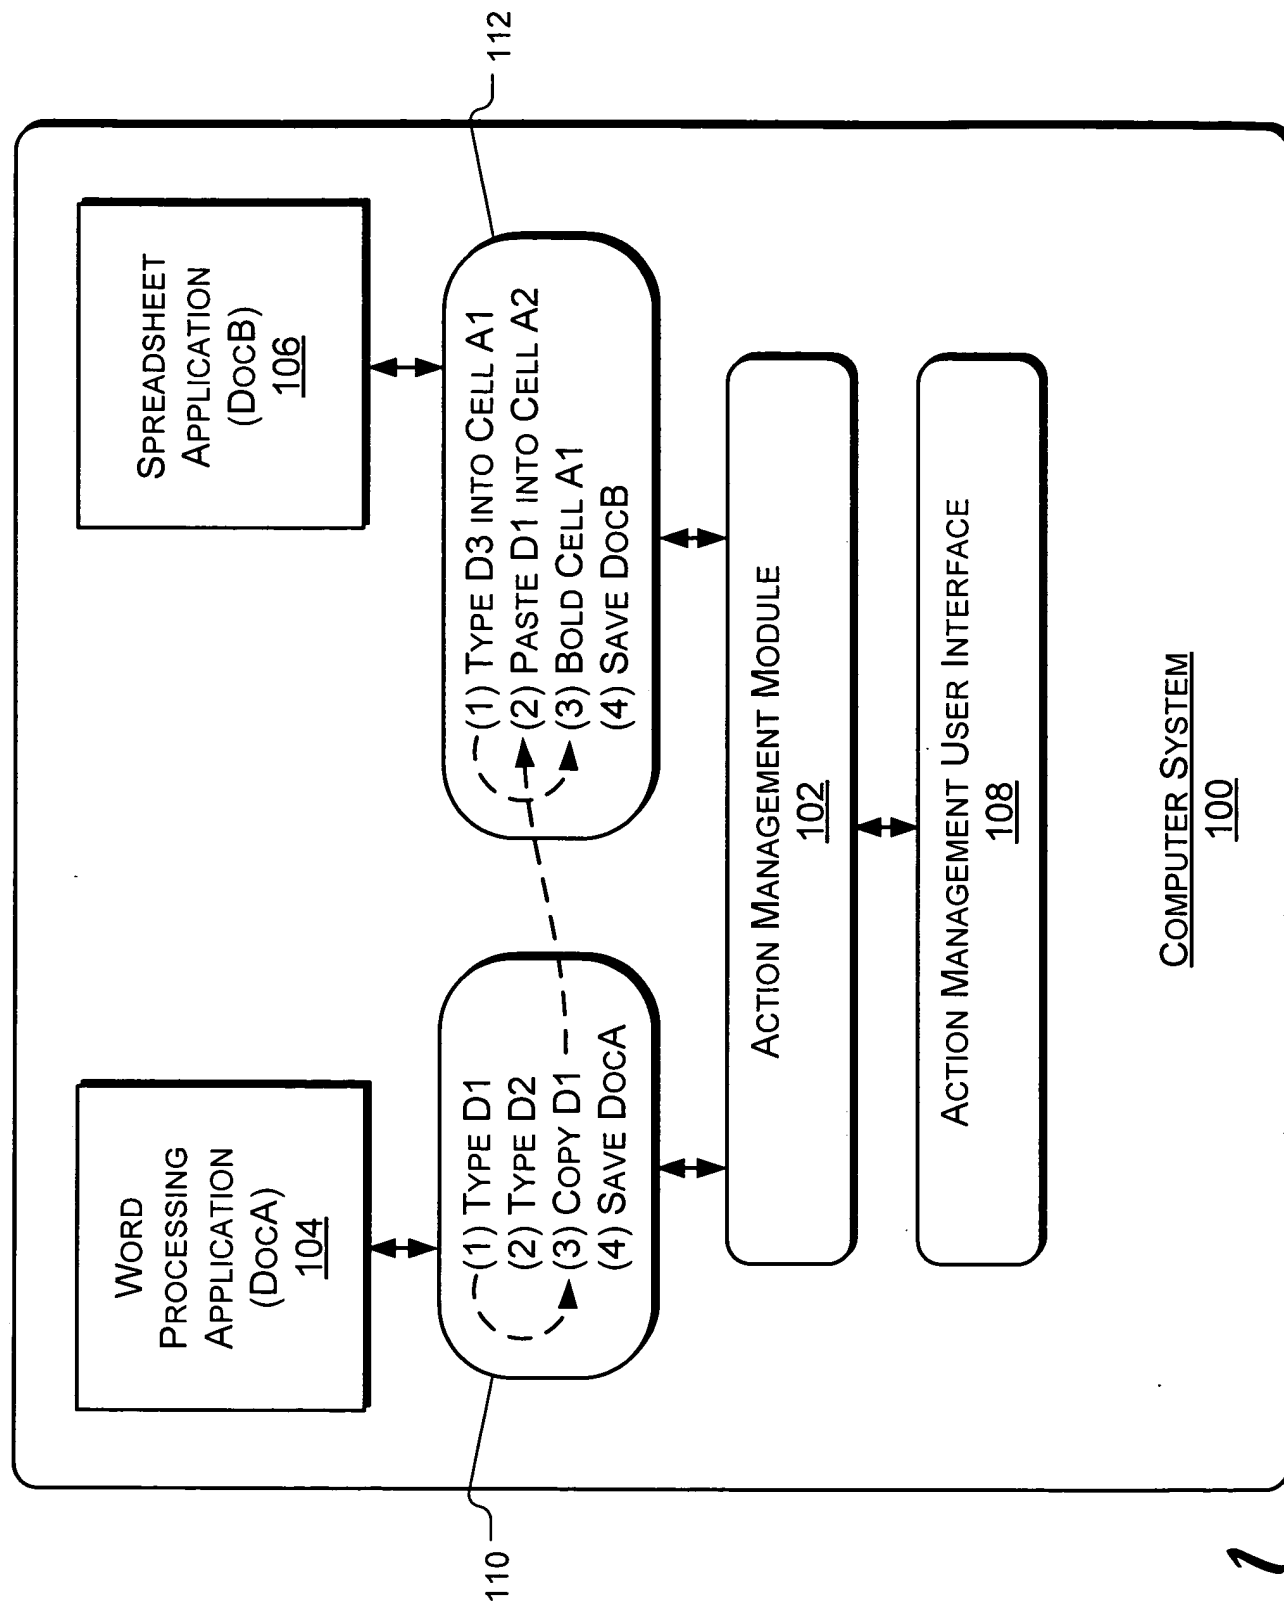 WORD
PROCESSING
APPLICATION
(DOCA)
104
SPREADSHEET
APPLICATION
(DOCB)
106
110
(1) TYPE D1
(2) TYPE D2
(3) COPY D1
(4) SAVE DOCA
112
(1) TYPE D3 INTO CELL A1
(2) PASTE D1 INTO CELL A2
(3) BOLD CELL A1
(4) SAVE DOCB
ACTION MANAGEMENT MODULE
102
ACTION MANAGEMENT USER INTERFACE
108
COMPUTER SYSTEM
100